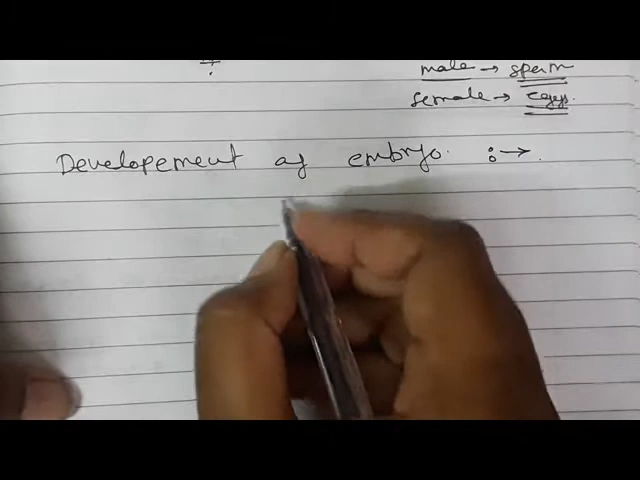 male → sperm
female → eggs.
Developement of embryo. :→.